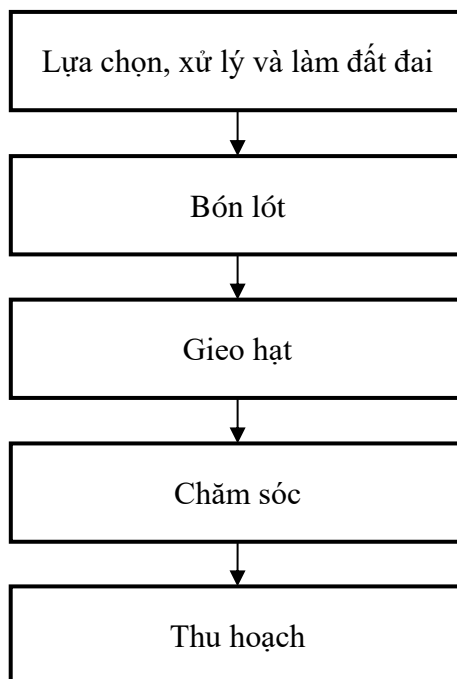 Lựa chọn, xử lý và làm đất đai
Bón lót
Gieo hạt
Chăm sóc
Thu hoạch